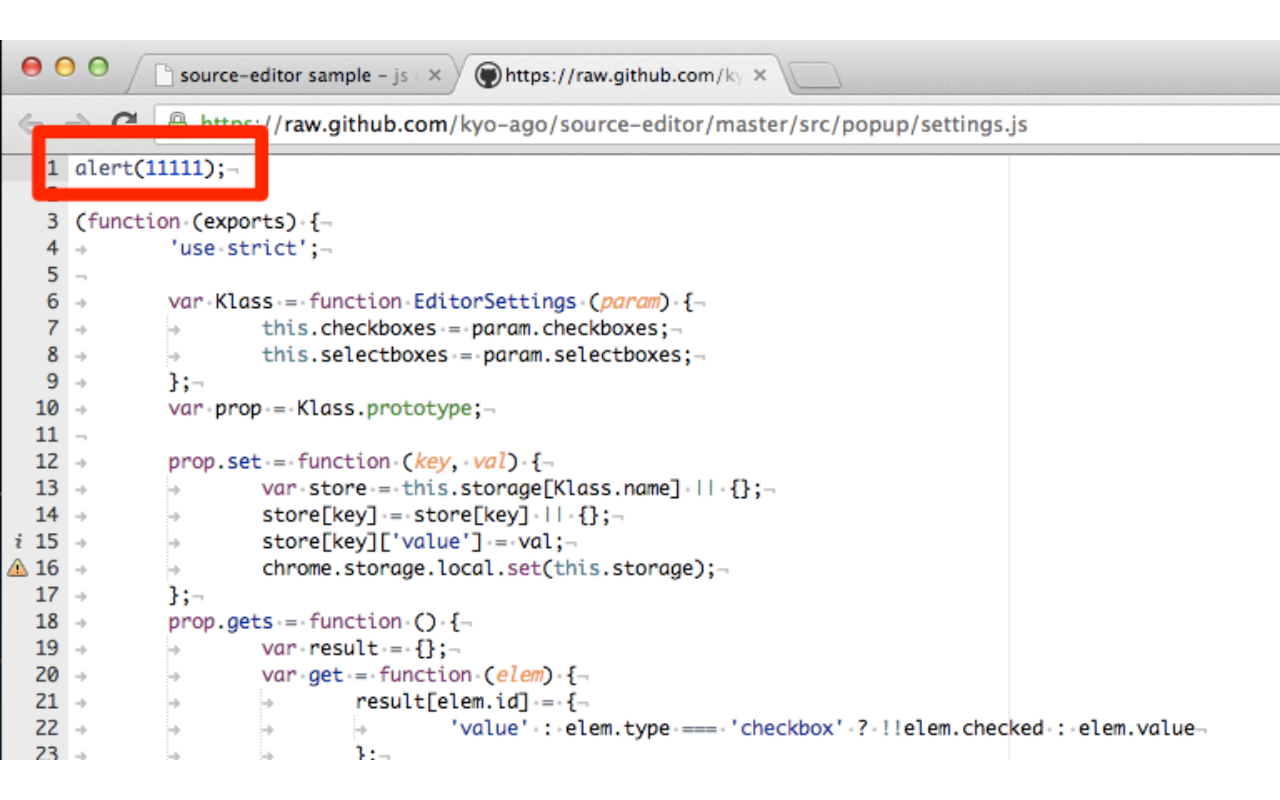 source-editor sample - js
https://raw.github.com/ky
https://raw.github.com/kyo-ago/source-editor/master/src/popup/settings.js
1 alert(11111);¬
2
3 (function·(exports)·{¬
4 'use·strict';¬
5 ¬
6 var·Klass·=·function·EditorSettings·(param)·{¬
7 this.checkboxes·=·param.checkboxes;¬
8 this.selectboxes·=·param.selectboxes;¬
9 };¬
10 var·prop·=·Klass.prototype;¬
11 ¬
12 prop.set·=·function·(key,·val)·{¬
13 var·store·=·this.storage[Klass.name]·||·{};¬
14 store[key]·=·store[key]·||·{};¬
i 15 store[key]['value']·=·val;¬
16 chrome.storage.local.set(this.storage);¬
17 };¬
18 prop.gets·=·function·()·{¬
19 var·result·=·{};¬
20 var·get·=·function·(elem)·{¬
21 result[elem.id]·=·{¬
22 'value'·:·elem.type·===·'checkbox'·?·!!elem.checked·:·elem.value¬
23 };¬